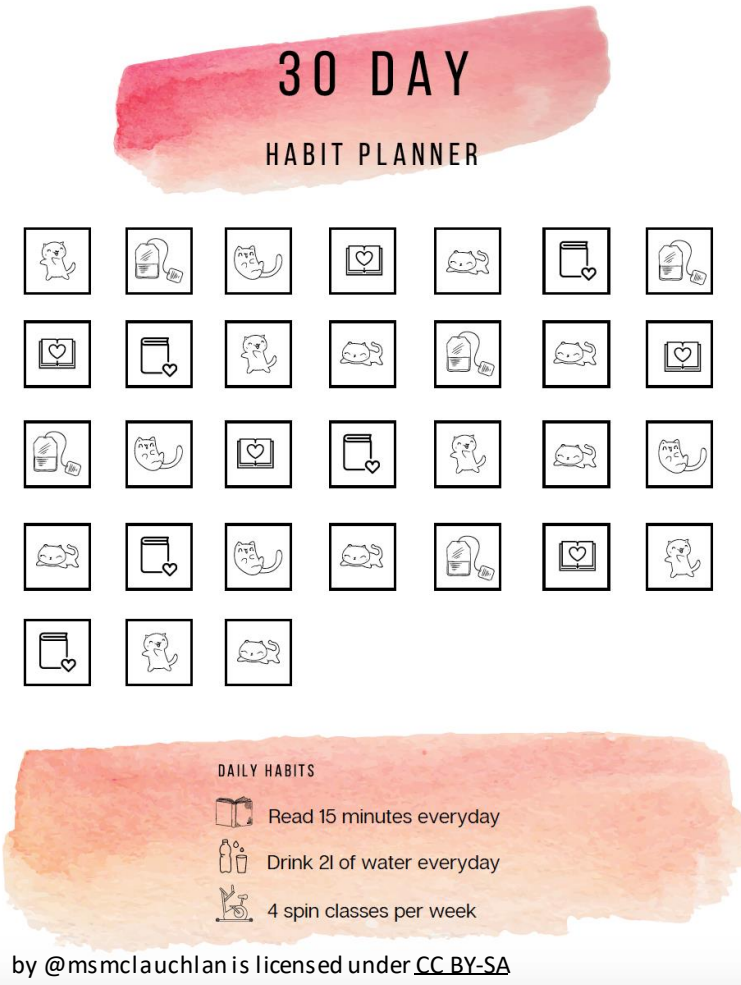 30 DAY
HABIT PLANNER
DAILY HABITS
Read 15 minutes everyday
Drink 2l of water everyday
4 spin classes per week
by @msmclauchlan is licensed under CC BY-SA